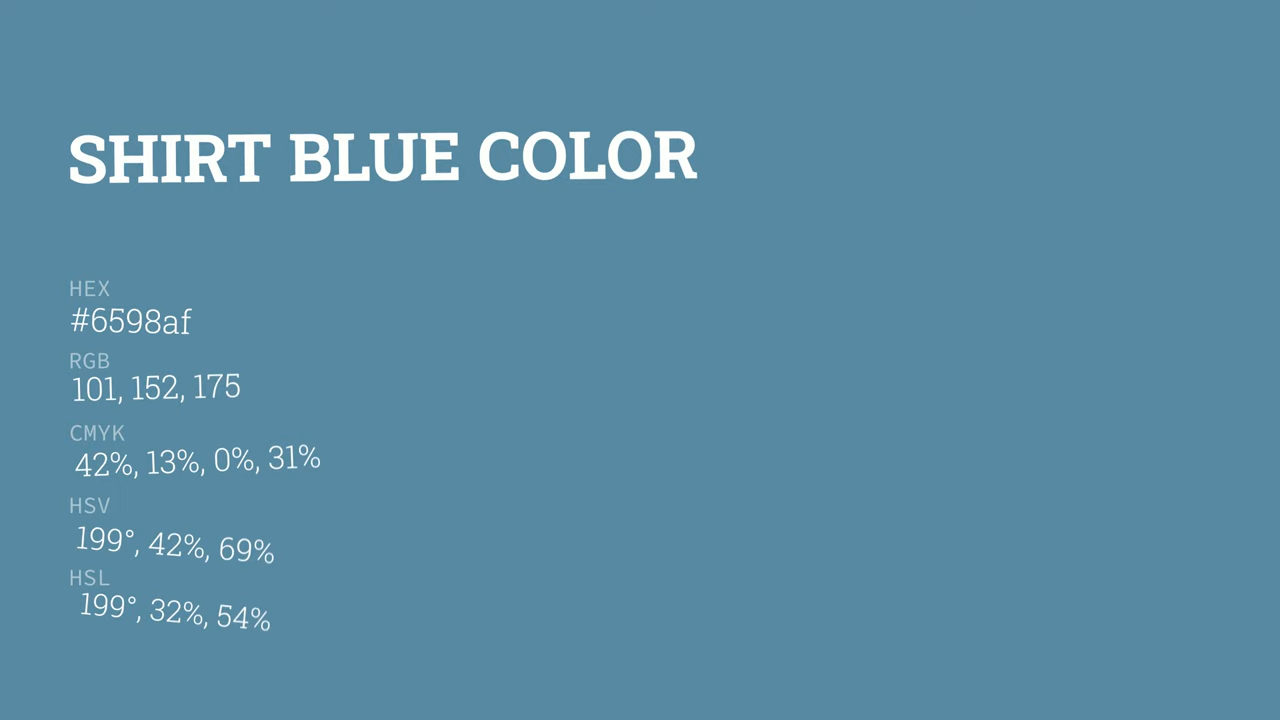 SHIRT BLUE COLOR
HEX
#6598af
RGB
101, 152, 175
CMYK
42%, 13%, 0%, 31%
HSV
199°, 42%, 69%
HSL
199°, 32%, 54%